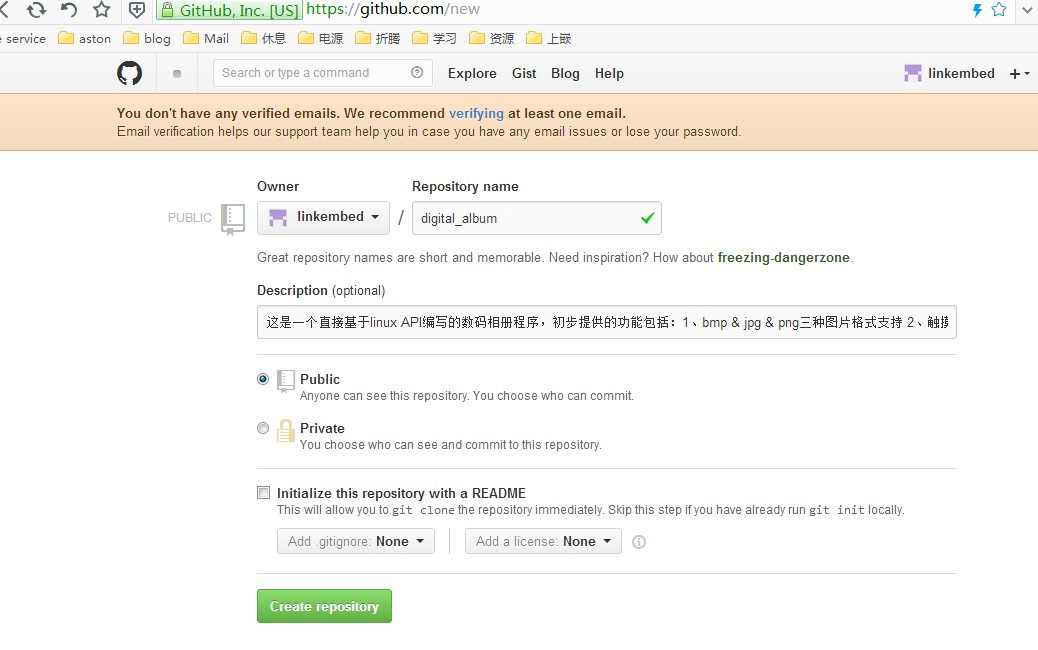 GitHub, Inc. [US] https://github.com/new
service aston blog Mail 休息 电源 折腾 学习 资源 上嵌
Search or type a command Explore Gist Blog Help linkembed +
You don't have any verified emails. We recommend verifying at least one email.
Email verification helps our support team help you in case you have any email issues or lose your password.
Owner Repository name
PUBLIC linkembed / digital_album
Great repository names are short and memorable. Need inspiration? How about freezing-dangerzone.
Description (optional)
这是一个直接基于linux API编写的数码相册程序，初步提供的功能包括：1、bmp & jpg & png三种图片格式支持 2、触摸
Public
Anyone can see this repository. You choose who can commit.
Private
You choose who can see and commit to this repository.
Initialize this repository with a README
This will allow you to git clone the repository immediately. Skip this step if you have already run git init locally.
Add .gitignore: None Add a license: None
Create repository